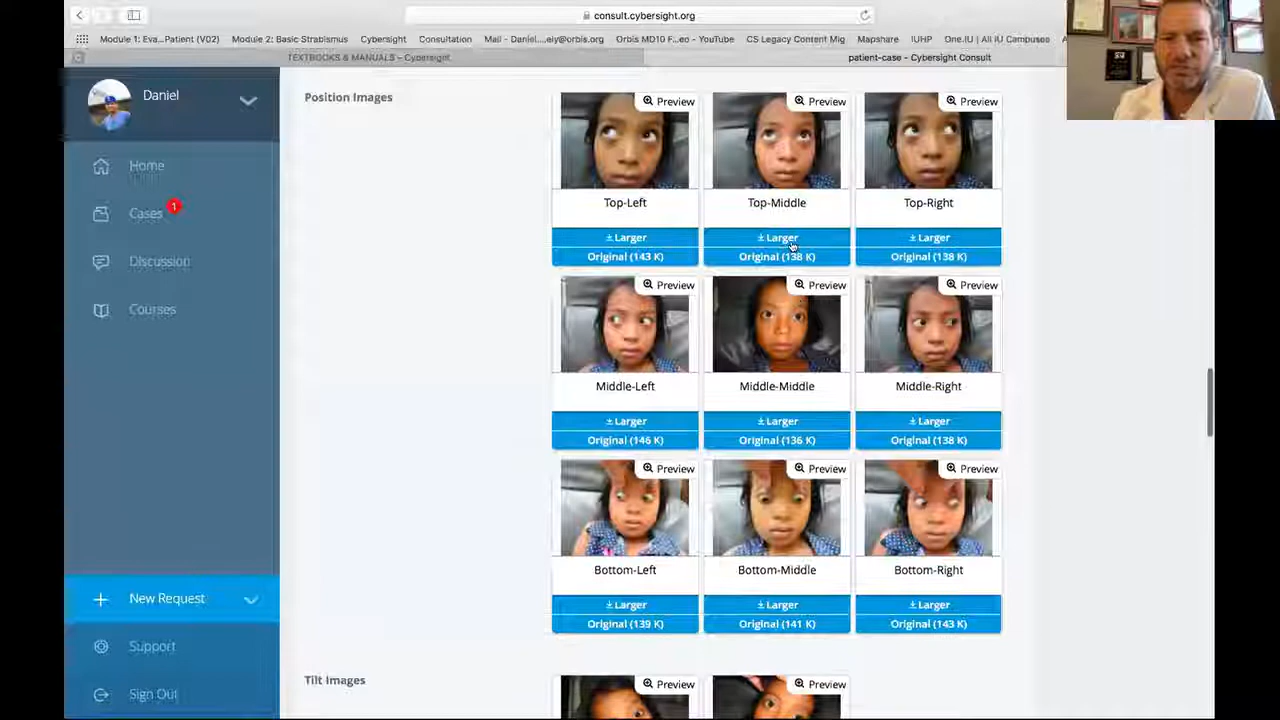 consult.cybersight.org
Module 1: Eva...Patient (V02) Module 2: Basic Strabismus Cybersight Consultation Mail - Daniel....ely@orbis.org Orbis MD10 F...eo - YouTube CS Legacy Content Mig Mapshare IUHP One.IU | All IU Campuses
TEXTBOOKS & MANUALS – Cybersight patient-case - Cybersight Consult
Daniel
Home
Cases 1
Discussion
Courses
New Request
Support
Sign Out
Position Images
Preview Preview Preview
Top-Left Top-Middle Top-Right
Larger Larger Larger
Original (143 K) Original (138 K) Original (138 K)
Preview Preview Preview
Middle-Left Middle-Middle Middle-Right
Larger Larger Larger
Original (146 K) Original (136 K) Original (138 K)
Preview Preview Preview
Bottom-Left Bottom-Middle Bottom-Right
Larger Larger Larger
Original (139 K) Original (141 K) Original (143 K)
Tilt Images
Preview Preview